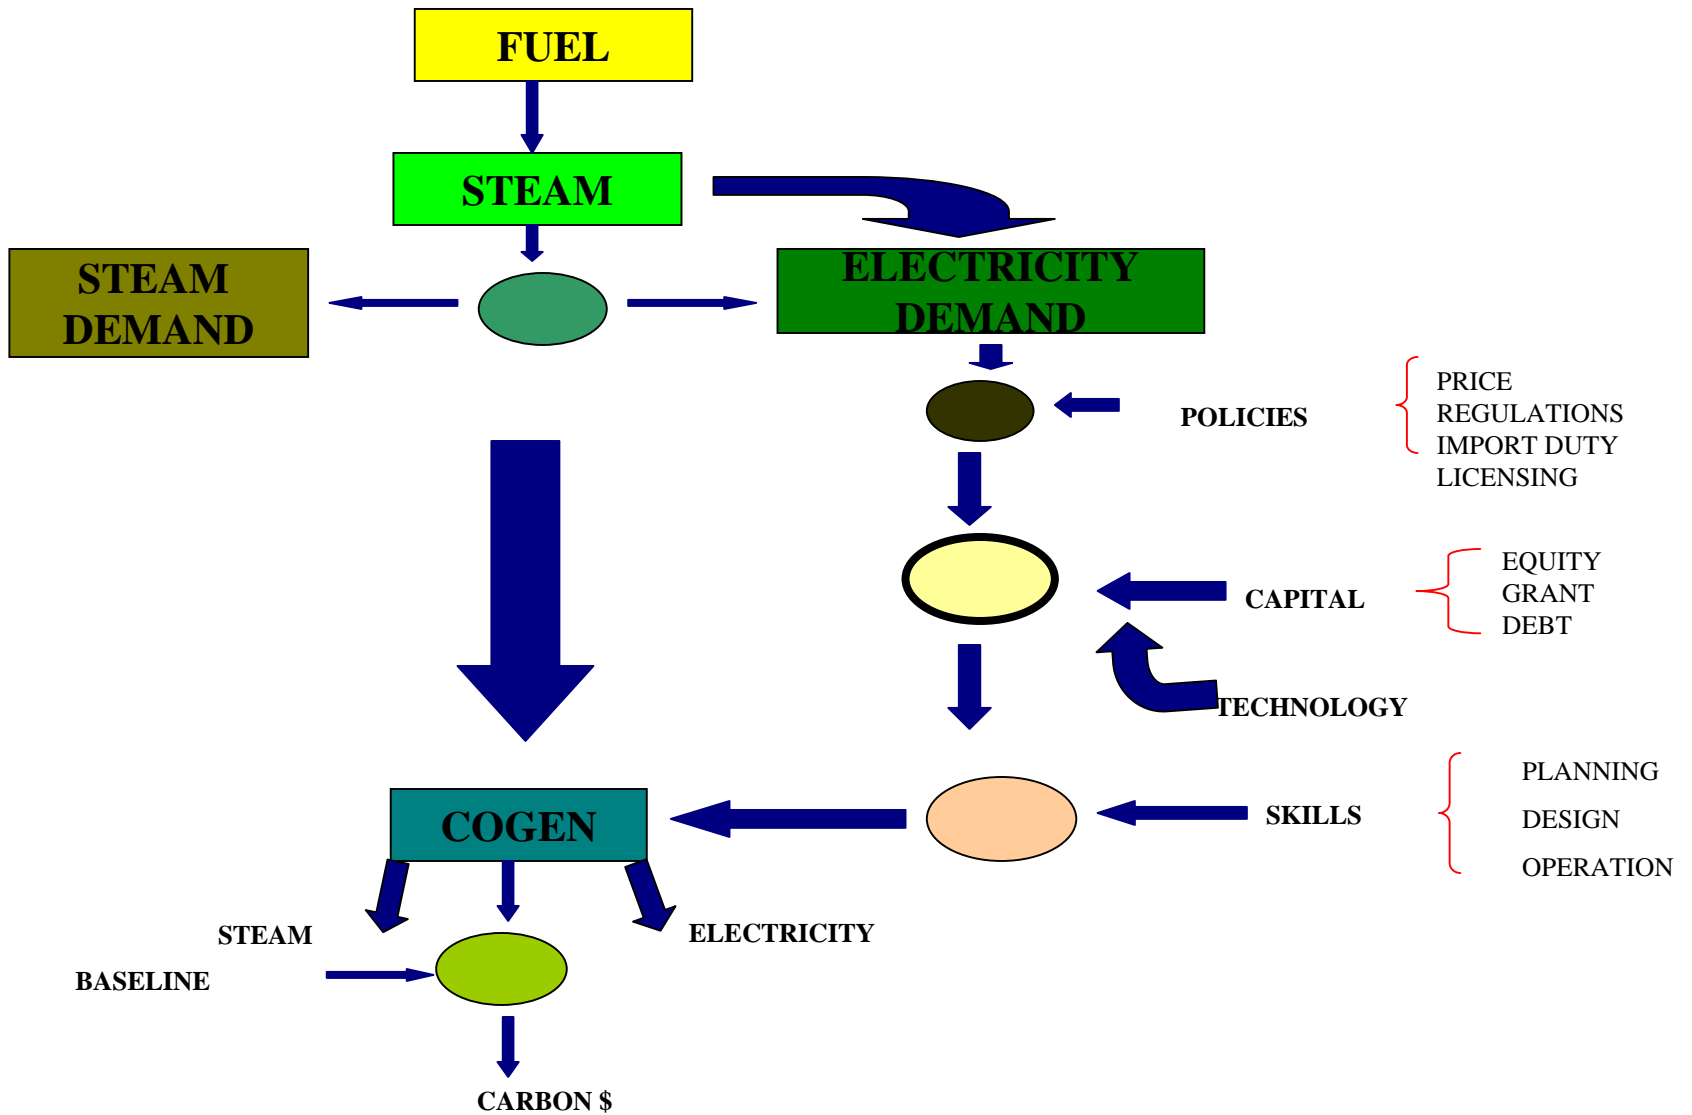 FUEL
STEAM
STEAM
DEMAND
ELECTRICITY
DEMAND
POLICIES
PRICE
REGULATIONS
IMPORT DUTY
LICENSING
CAPITAL
EQUITY
GRANT
DEBT
TECHNOLOGY
COGEN
SKILLS
PLANNING
DESIGN
OPERATION
STEAM
ELECTRICITY
BASELINE
CARBON $